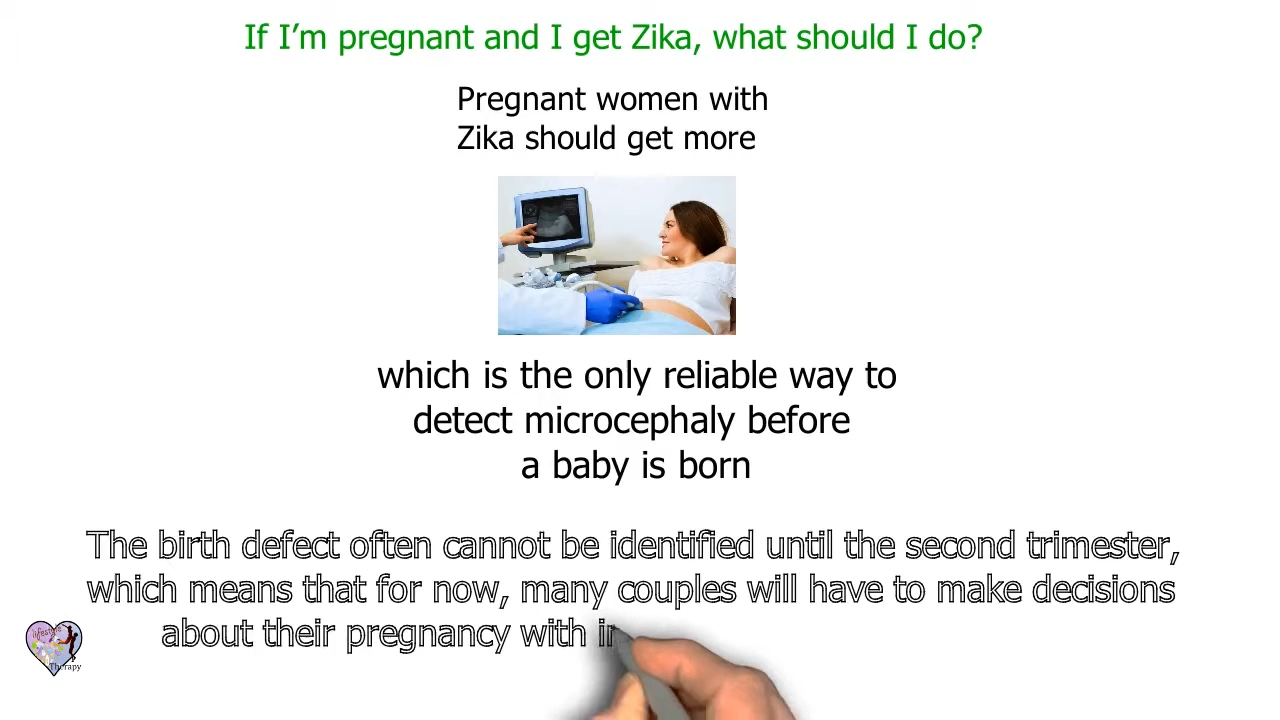 If I’m pregnant and I get Zika, what should I do?
Pregnant women with
Zika should get more
which is the only reliable way to
detect microcephaly before
a baby is born
The birth defect often cannot be identified until the second trimester,
which means that for now, many couples will have to make decisions
about their pregnancy with
lifestyle
Therapy